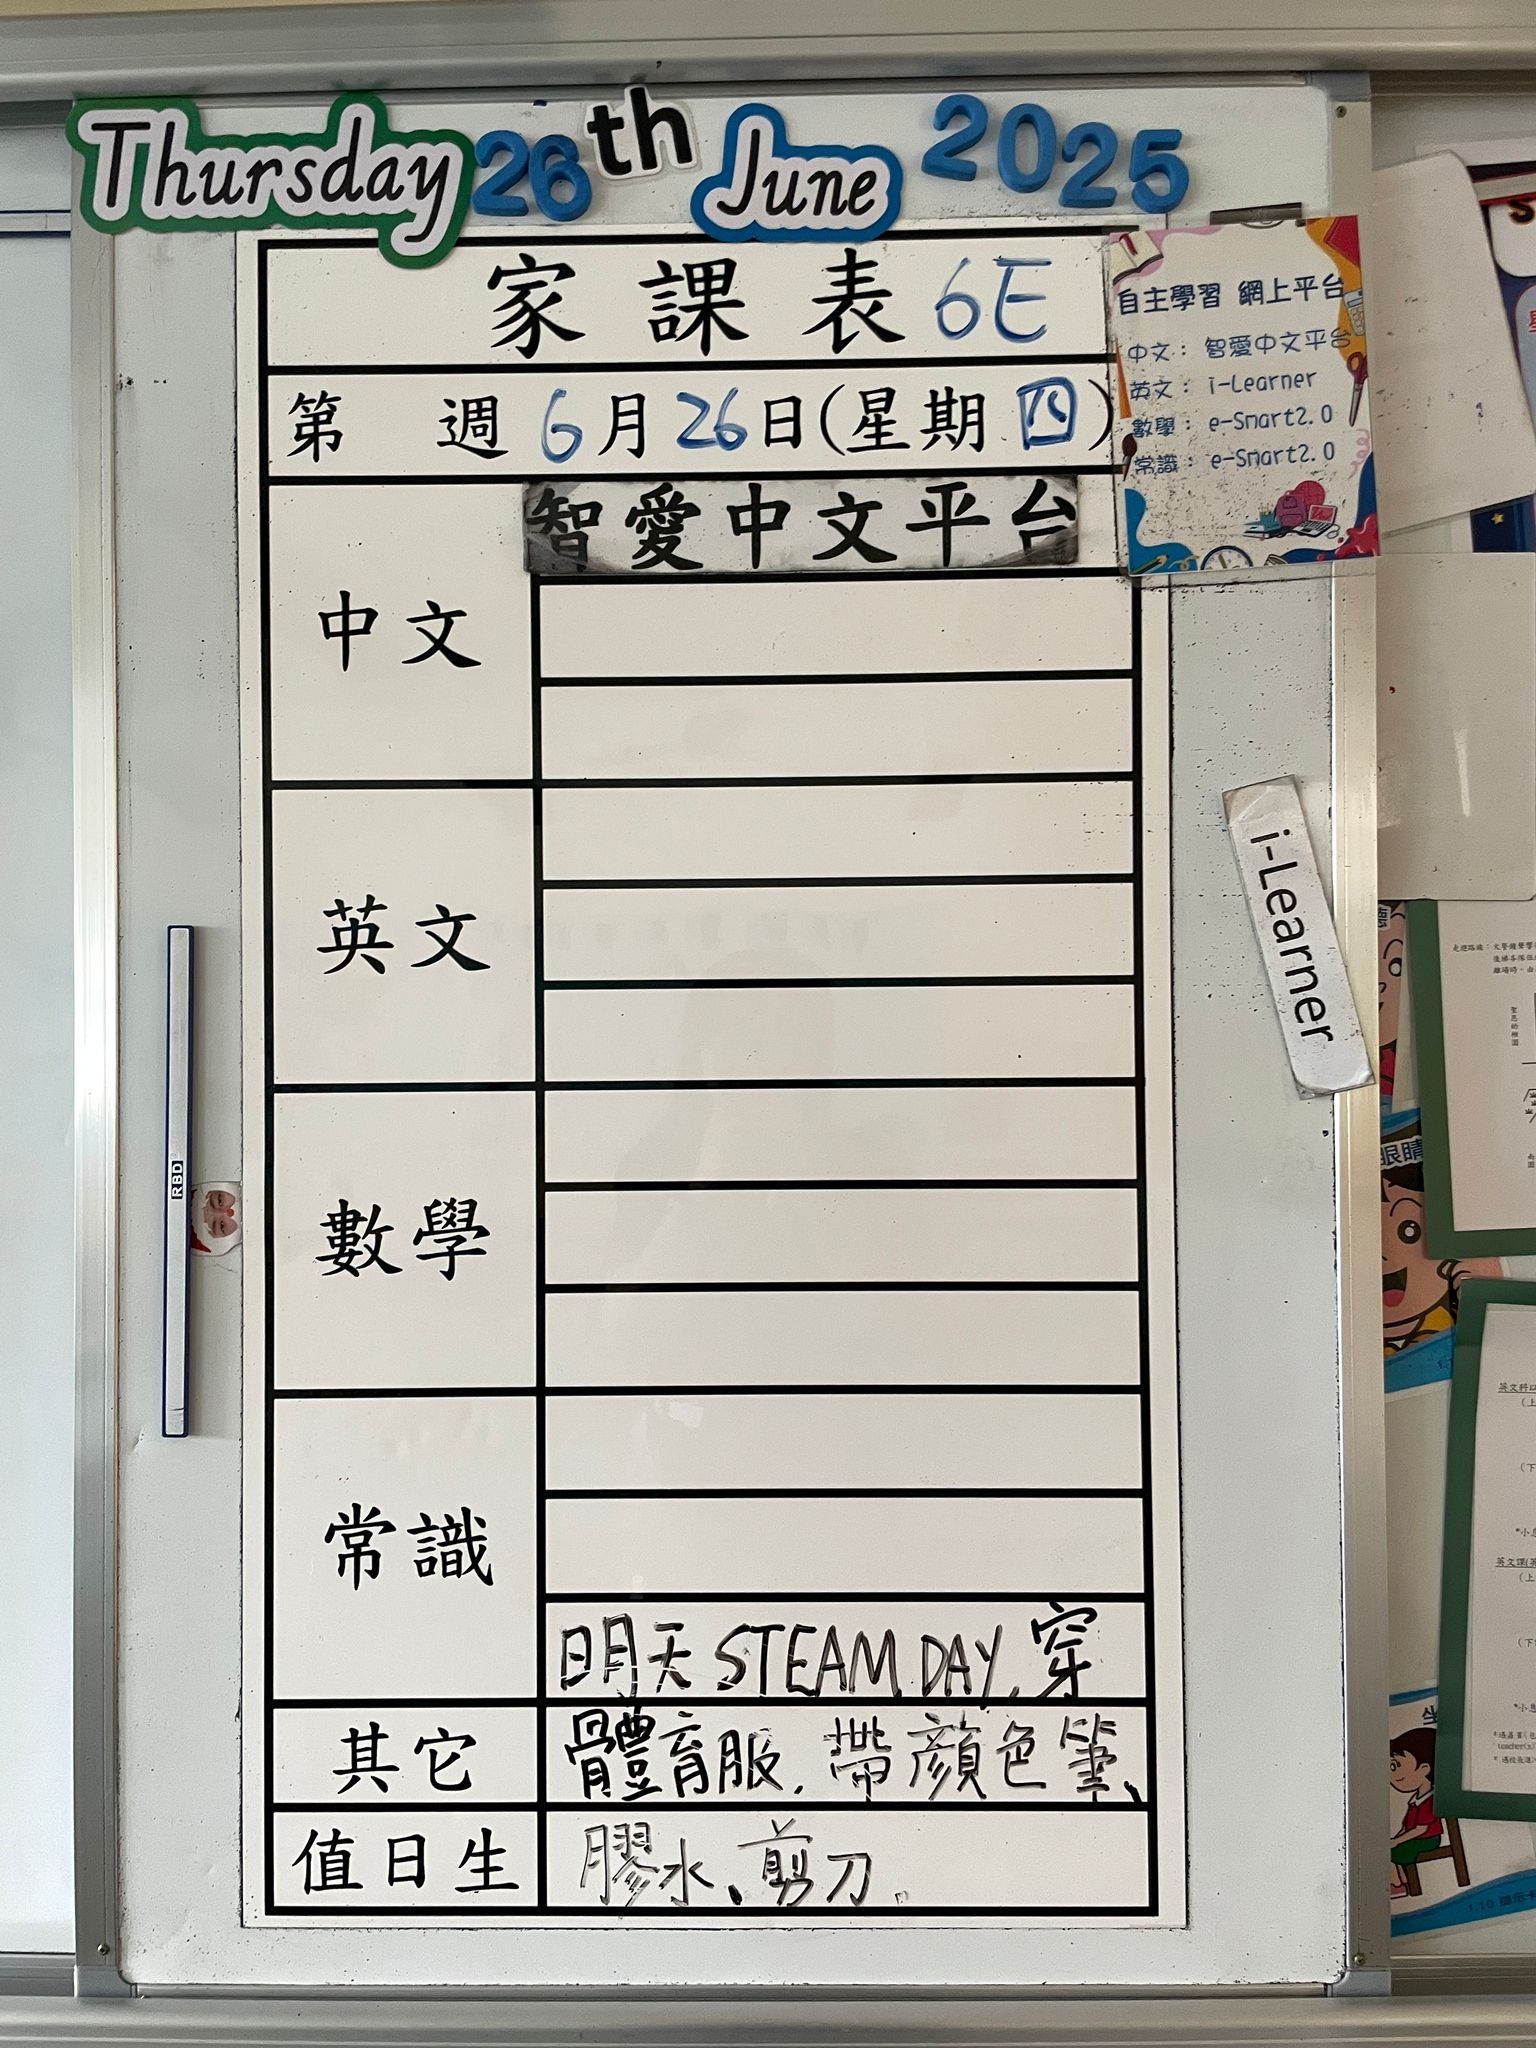 Thursday 26th June 2025
家課表 6E
第 週 6月26日(星期四)
自主學習 網上平台
中文： 智愛中文平台
英文： i-Learner
數學： e-Smart2.0
常識： e-Smart2.0
中文
智愛中文平台
英文
i-Learner
數學
RBD
常識
明天STEAM DAY, 穿
其它
體育服, 帶顏色筆、
值日生
膠水、剪刀.
眼睛